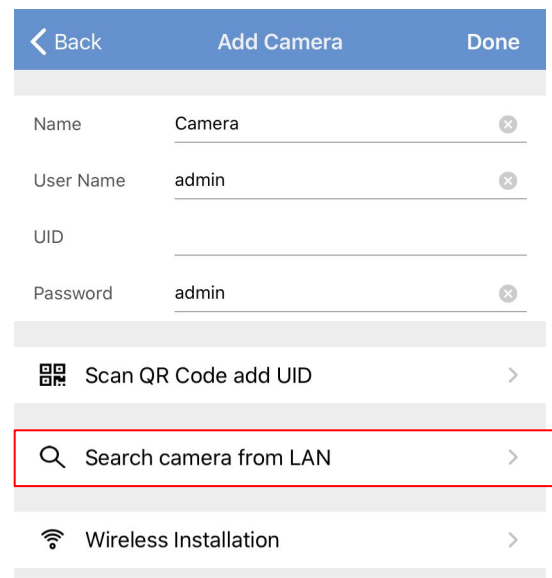 Back Add Camera Done
Name Camera
User Name admin
UID
Password admin
Scan QR Code add UID
Search camera from LAN
Wireless Installation